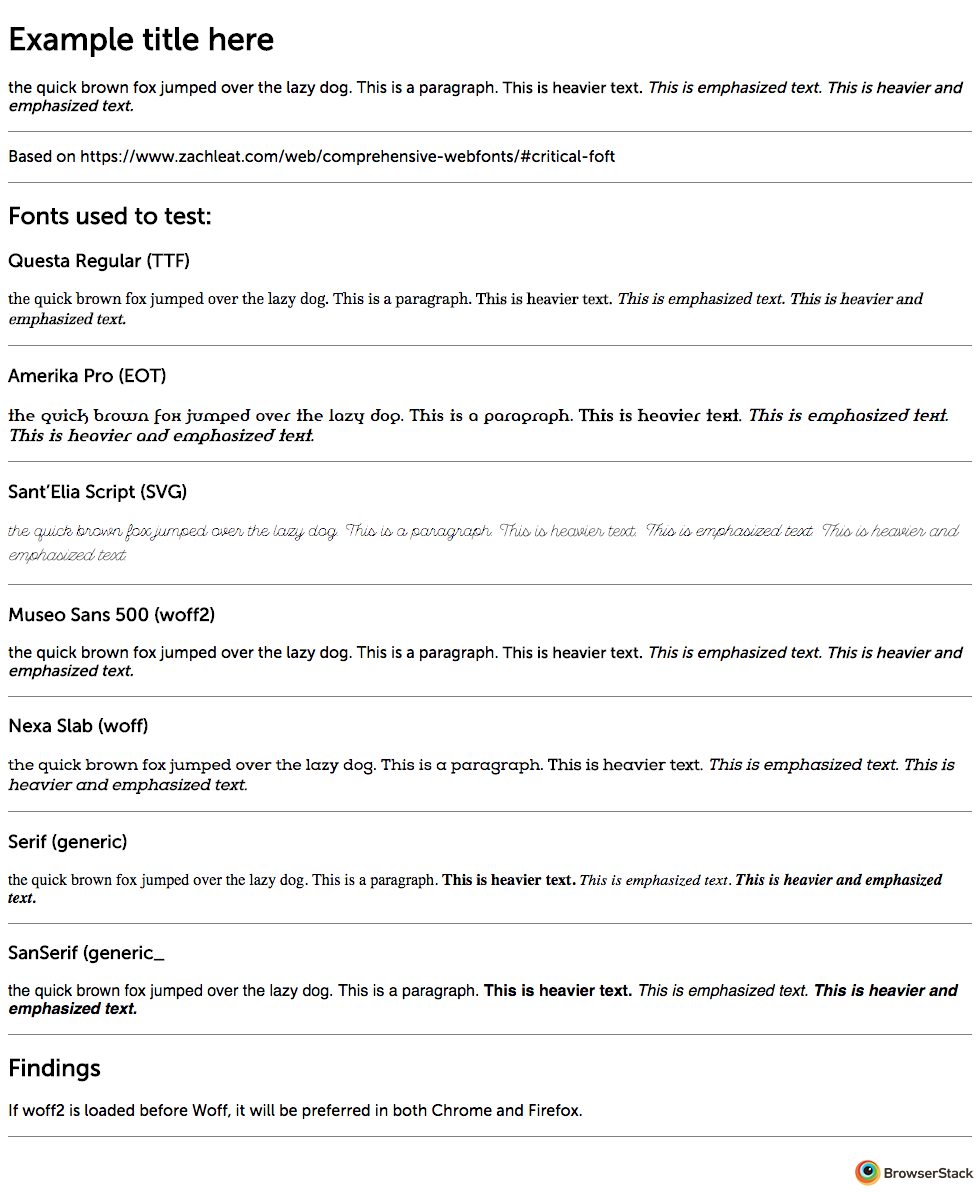 Example title here
the quick brown fox jumped over the lazy dog. This is a paragraph. This is heavier text. This is emphasized text. This is heavier and
emphasized text.
Based on https://www.zachleat.com/web/comprehensive-webfonts/#critical-foft
Fonts used to test:
Questa Regular (TTF)
the quick brown fox jumped over the lazy dog. This is a paragraph. This is heavier text. This is emphasized text. This is heavier and
emphasized text.
Amerika Pro (EOT)
the quick brown fox jumped over the lazy dog. This is a paragraph. This is heavier text. This is emphasized text.
This is heavier and emphasized text.
Sant’Elia Script (SVG)
the quick brown fox jumped over the lazy dog. This is a paragraph. This is heavier text. This is emphasized text. This is heavier and
emphasized text.
Museo Sans 500 (woff2)
the quick brown fox jumped over the lazy dog. This is a paragraph. This is heavier text. This is emphasized text. This is heavier and
emphasized text.
Nexa Slab (woff)
the quick brown fox jumped over the lazy dog. This is a paragraph. This is heavier text. This is emphasized text. This is
heavier and emphasized text.
Serif (generic)
the quick brown fox jumped over the lazy dog. This is a paragraph. This is heavier text. This is emphasized text. This is heavier and emphasized
text.
SanSerif (generic_
the quick brown fox jumped over the lazy dog. This is a paragraph. This is heavier text. This is emphasized text. This is heavier and
emphasized text.
Findings
If woff2 is loaded before Woff, it will be preferred in both Chrome and Firefox.
BrowserStack